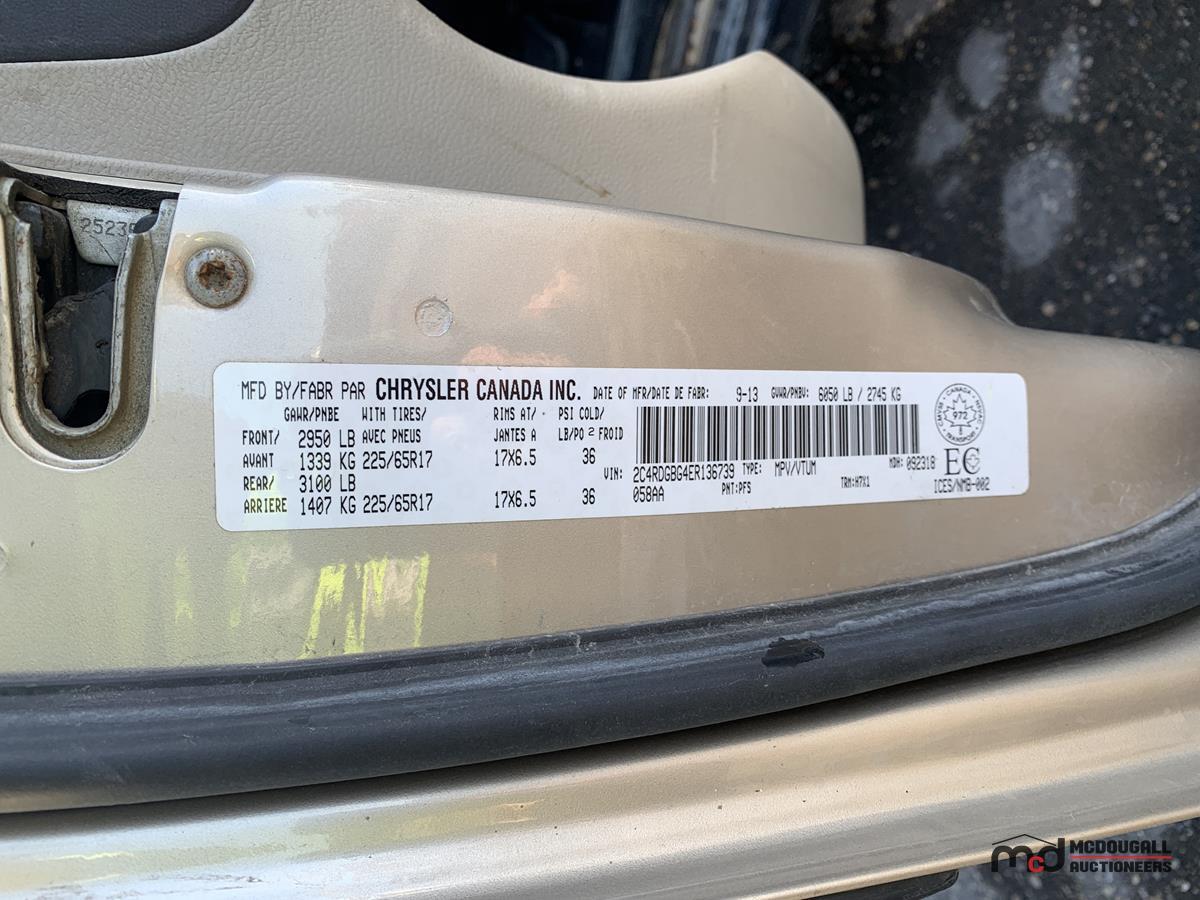 25235
MFD BY/FABR PAR CHRYSLER CANADA INC. DATE OF MFR/DATE DE FABR: 9-13 GVWR/PNBV: 6050 LB / 2745 KG
GAWR/PNBE WITH TIRES/ RIMS AT/ PSI COLD/
FRONT/ 2950 LB AVEC PNEUS JANTES A LB/PO 2 FROID
AVANT 1339 KG 225/65R17 17X6.5 36
REAR/ 3100 LB
ARRIERE 1407 KG 225/65R17 17X6.5 36
VIN: 2C4RDGBG4ER136739 TYPE: MPV/VTUM MDH: 092318
058AA PNT:PFS TRM:H7X1
CANADA
972
TRANSPORT
EC
ICES/NMB-002
mcd MCDOUGALL
AUCTIONEERS